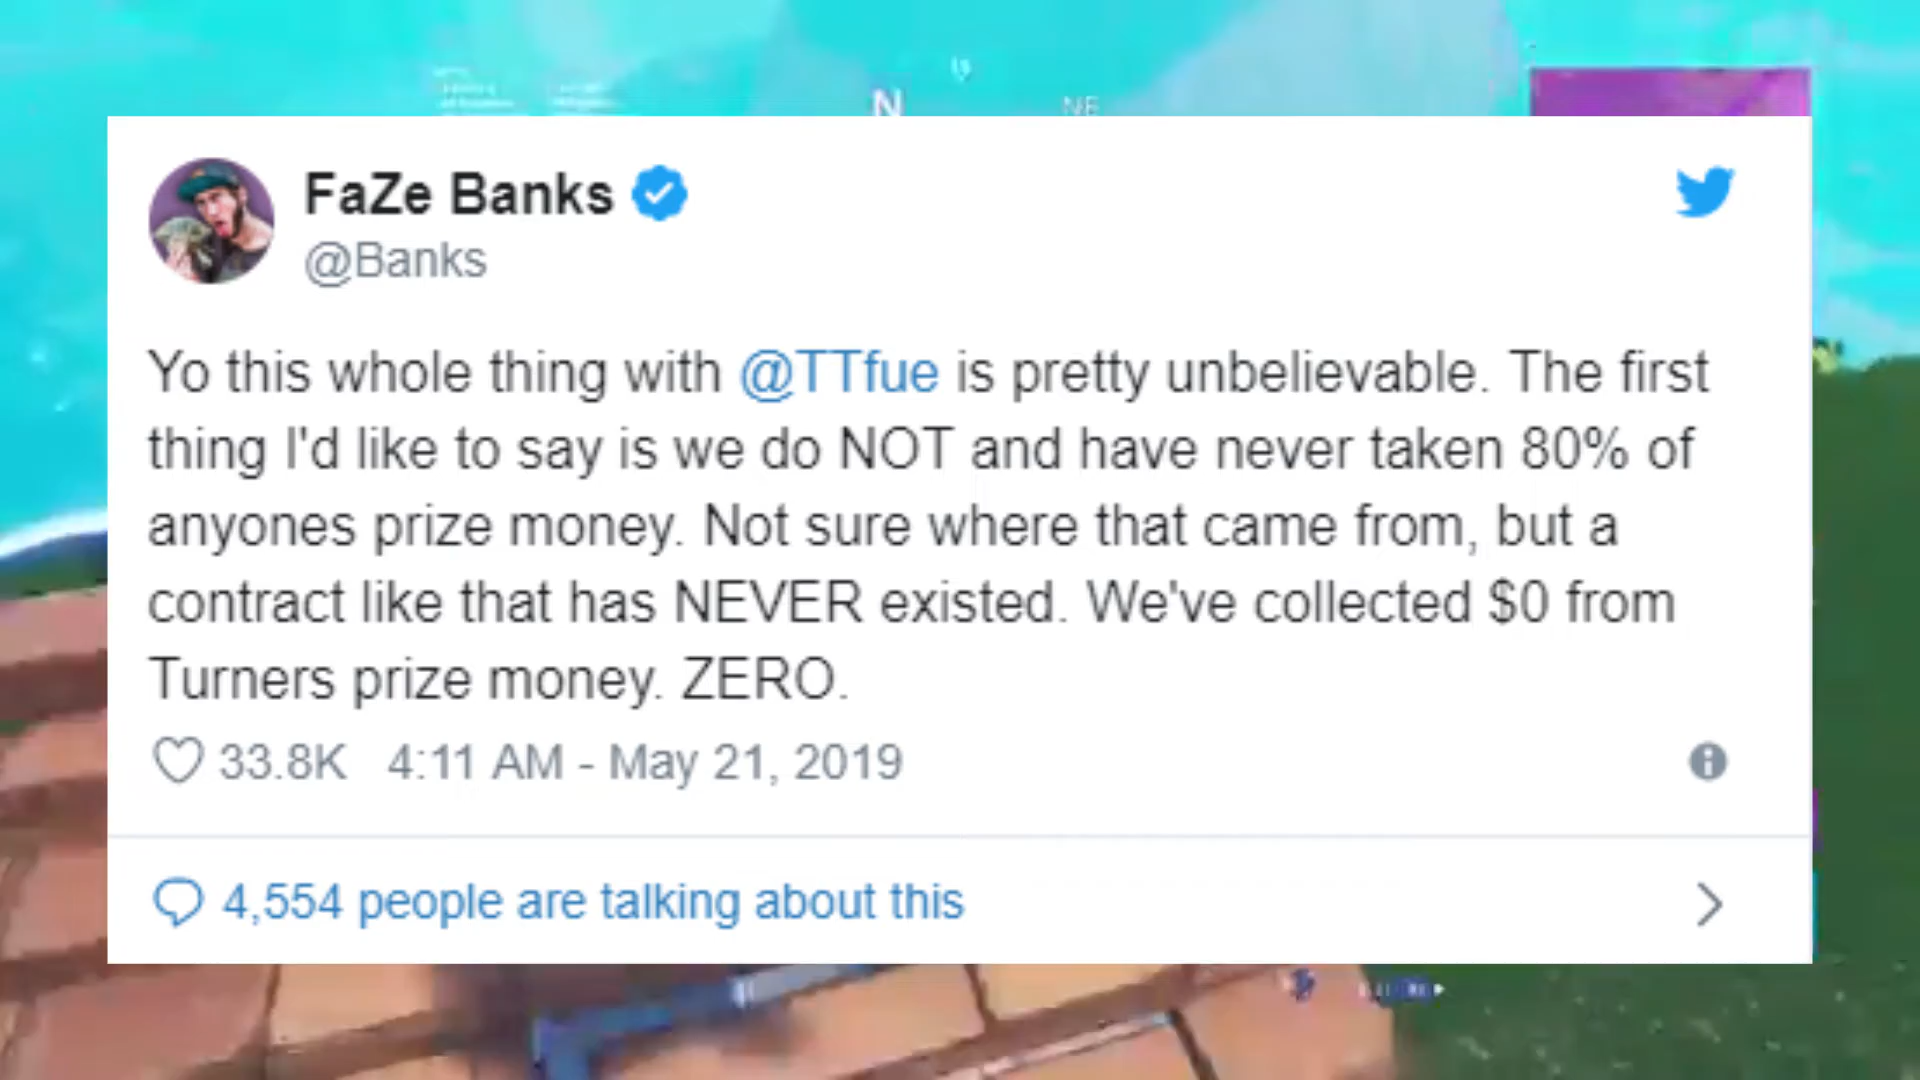 N
NE
FaZe Banks
@Banks
Yo this whole thing with @TTfue is pretty unbelievable. The first
thing I'd like to say is we do NOT and have never taken 80% of
anyones prize money. Not sure where that came from, but a
contract like that has NEVER existed. We've collected $0 from
Turners prize money. ZERO.
33.8K 4:11 AM - May 21, 2019
4,554 people are talking about this